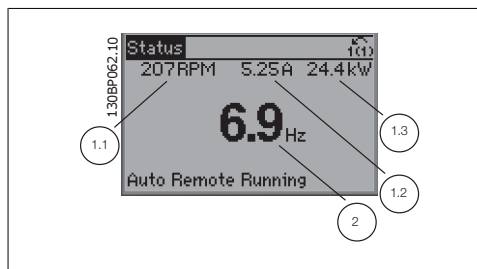 130BP062.10
Status
1(1)
207RPM 5.25A 24.4kW
6.9Hz
Auto Remote Running
1.1
1.3
1.2
2